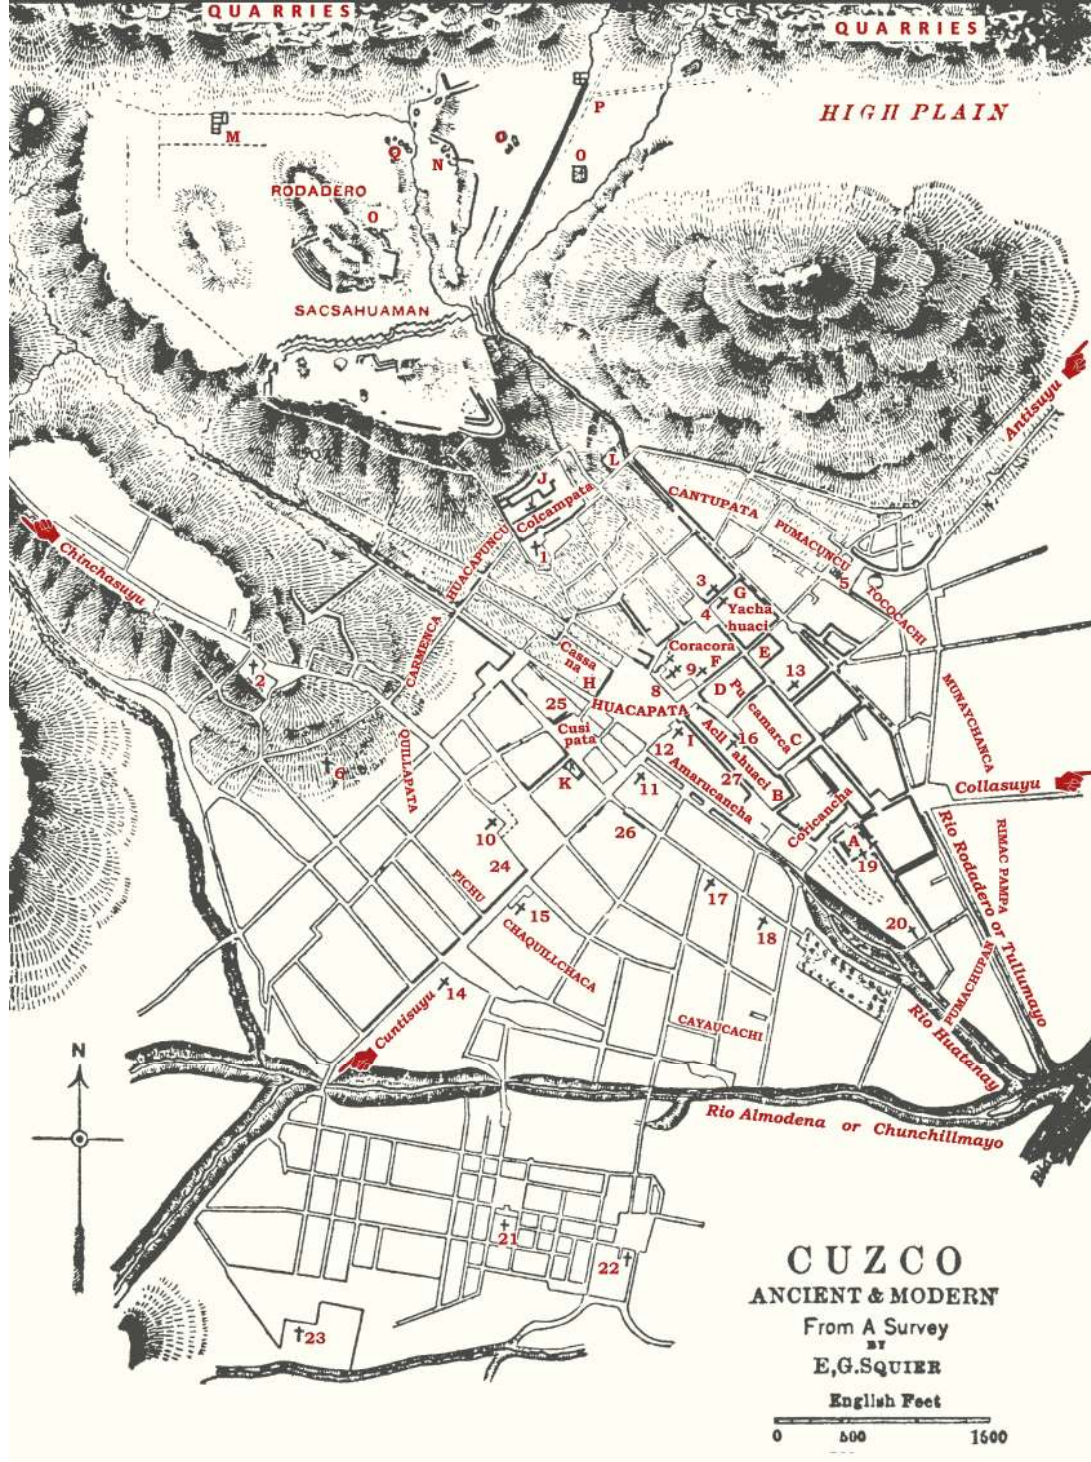 QUARRIES
QUARRIES
HIGH PLAIN
M
Q
N
O
P
O
RODADERO
O
SACSAHUAMAN
Antisuyu
L
J
Colcampata
CANTUPATA
PUMACUNCU
HUACAPUNCU
1
Chinchasuyu
3
G
5
TOCOCACHI
4
Yacha
huaci
CARMENCA
Cassa
na
Coracora
F
E
2
H
8
9
D
13
HUACAPATA
Pu
camarca
MUNAYCHANCA
25
Cusi
pata
QUILLAPATA
12
I
Acll
ahuaci
16
C
6
K
Amarucancha
27
B
Collasuyu
11
Coricancha
10
26
A
19
Rio Rodadero or Tullumayo
RIMAC PAMPA
24
PICHU
17
15
20
18
CHAQUILLCHACA
PUMACHUPAN
14
Cuntisuyu
CAYAUCACHI
Rio Huatanay
N
Rio Almodena or Chunchillmayo
21
22
23
CUZCO
ANCIENT & MODERN
From A Survey
BY
E,G.SQUIER
English Feet
0 500 1500